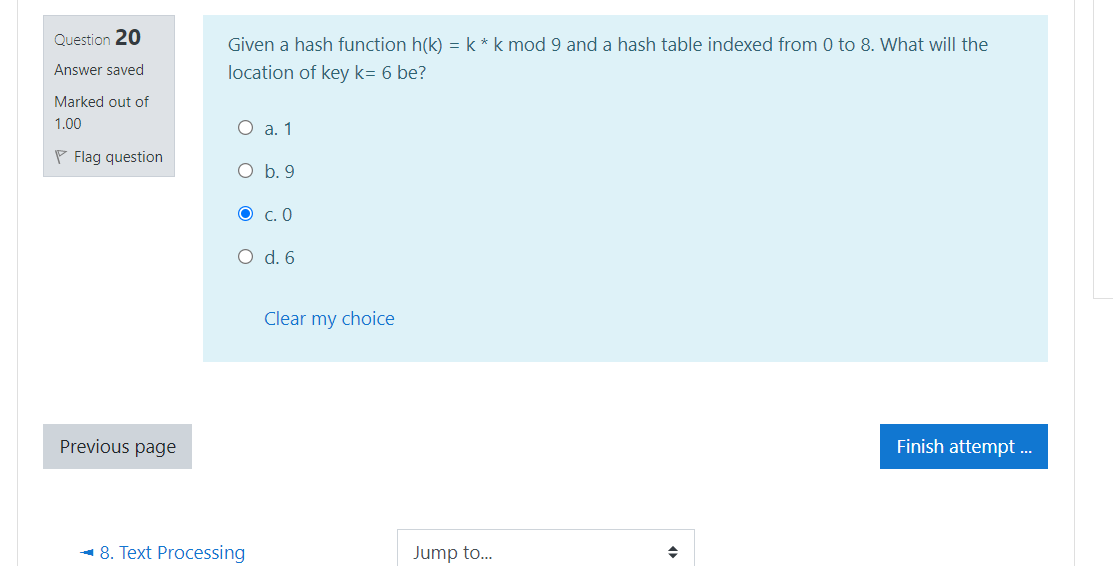 Question 20
Answer saved
Marked out of
1.00
Flag question
Given a hash function h(k) = k * k mod 9 and a hash table indexed from 0 to 8. What will the
location of key k= 6 be?
a. 1
b. 9
c. 0
d. 6
Clear my choice
Previous page
Finish attempt ...
◄ 8. Text Processing
Jump to...